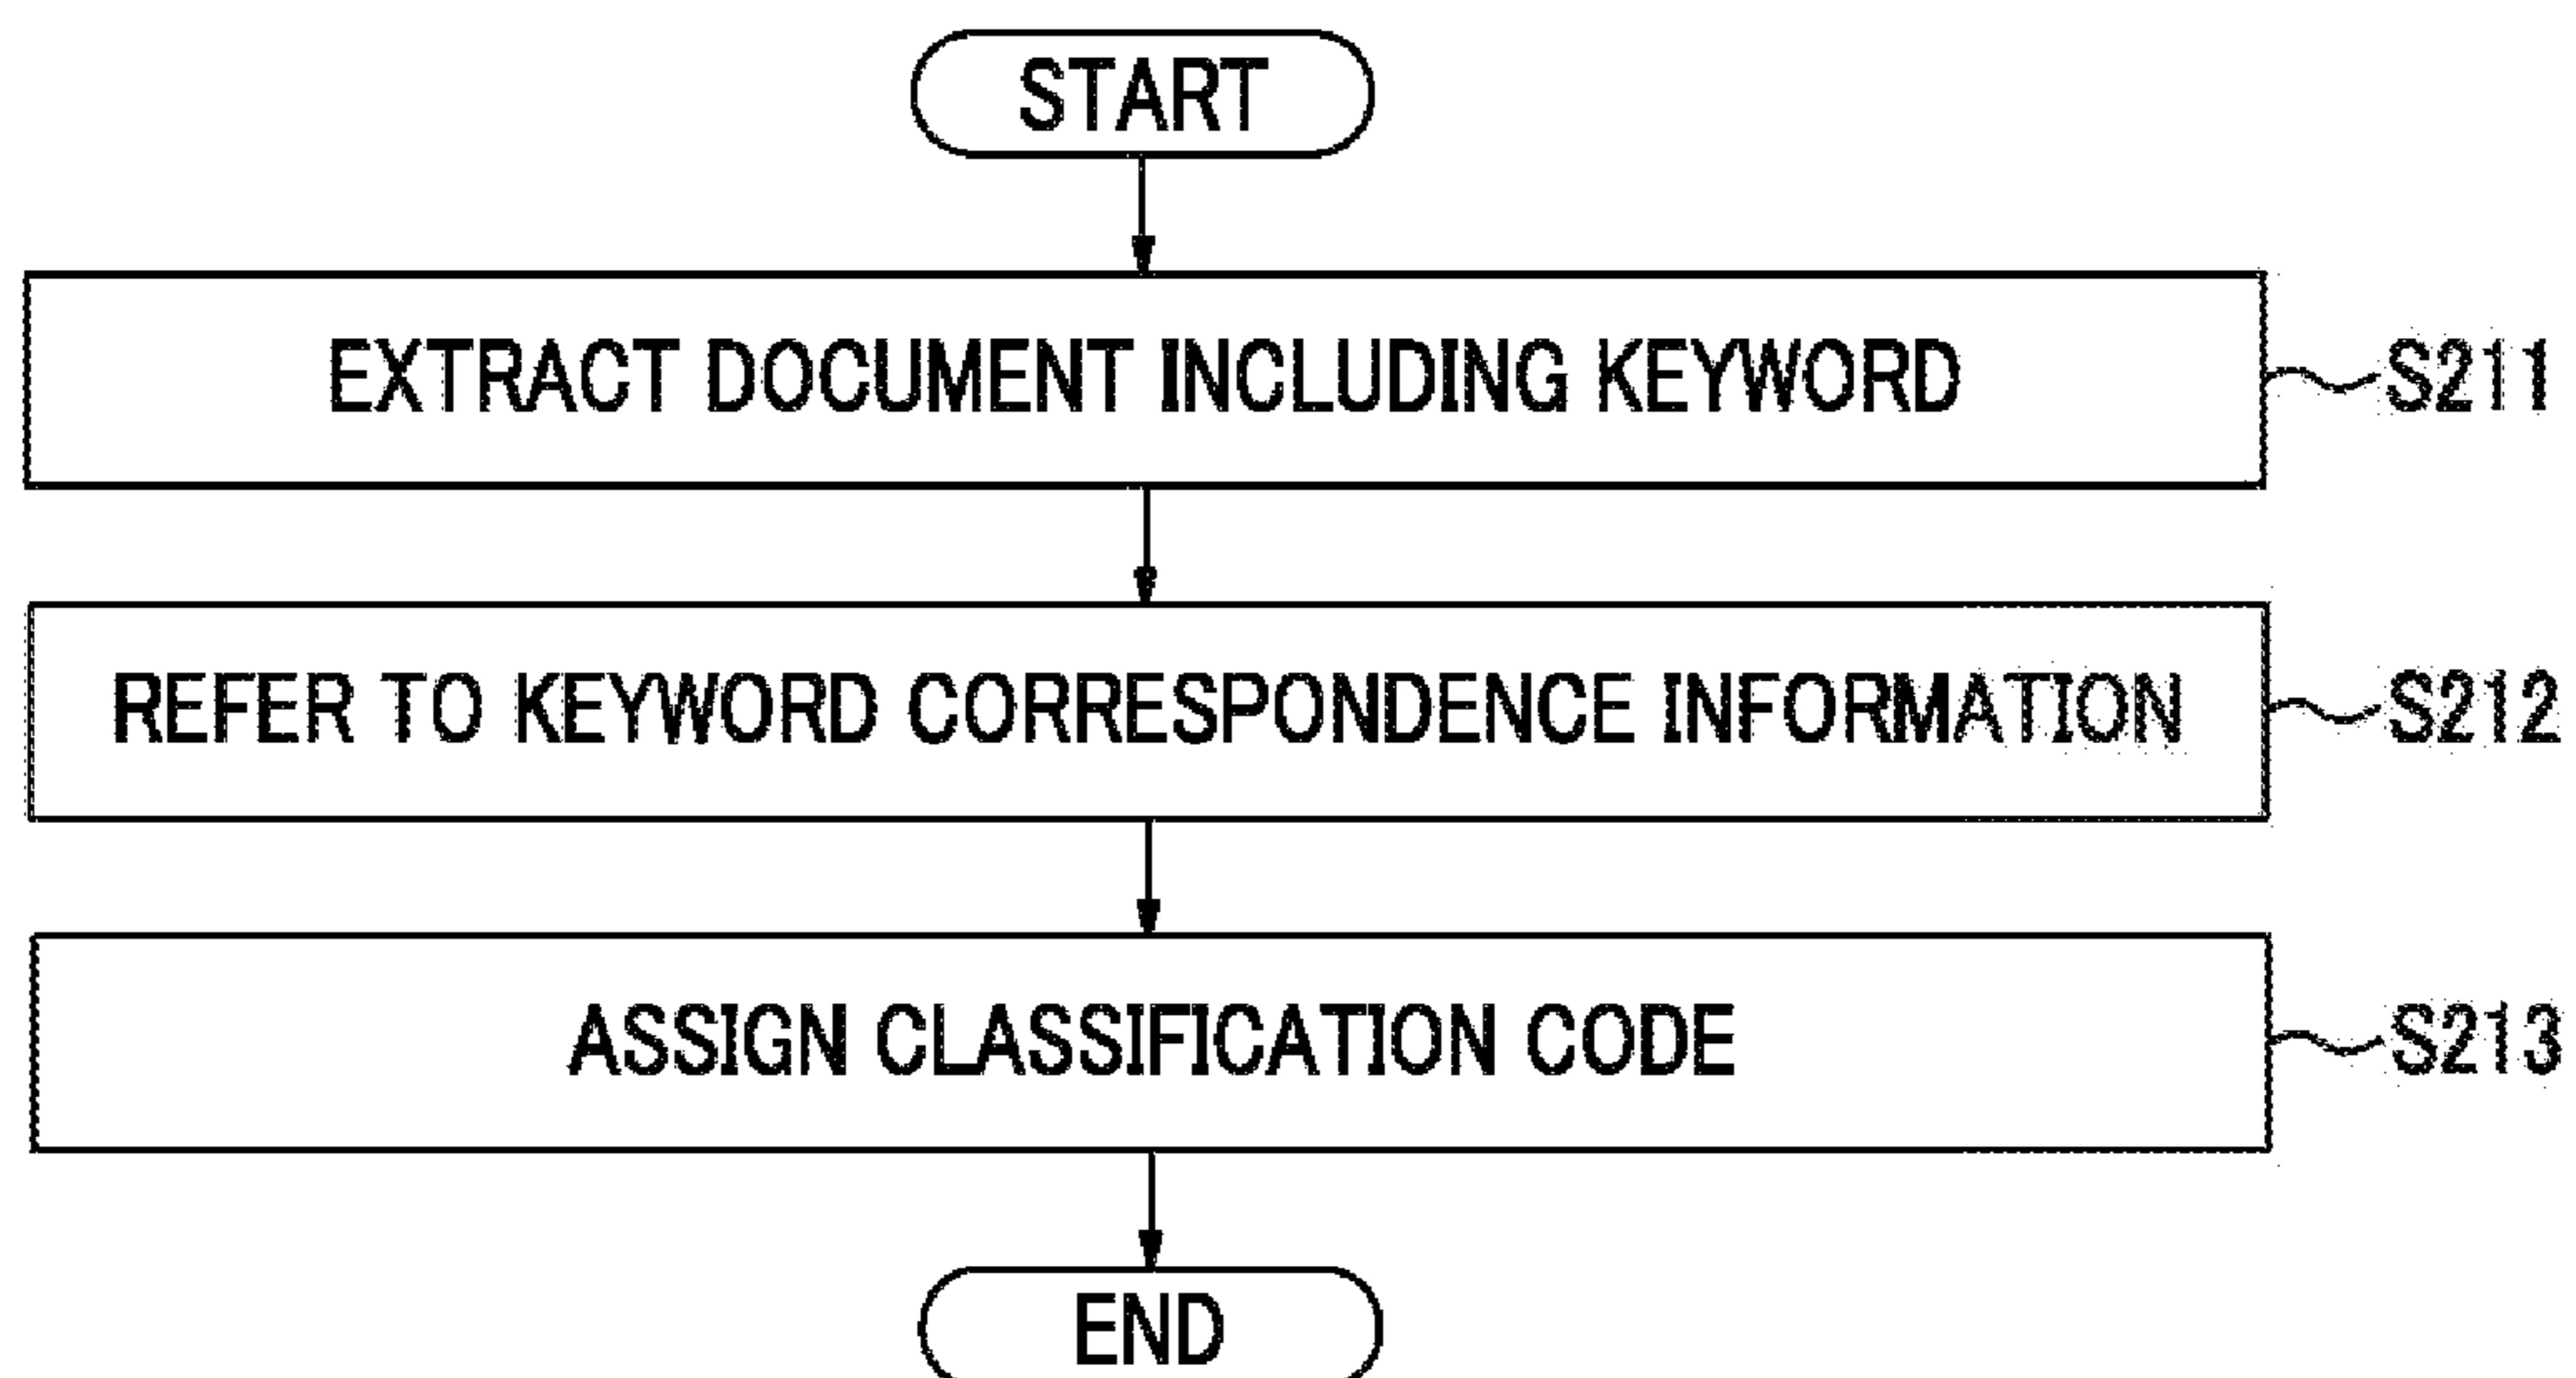 START
EXTRACT DOCUMENT INCLUDING KEYWORD
S211
REFER TO KEYWORD CORRESPONDENCE INFORMATION
S212
ASSIGN CLASSIFICATION CODE
S213
END